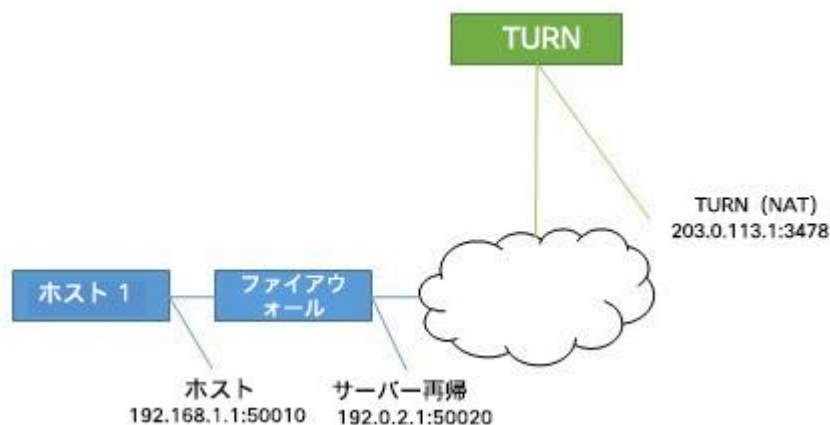 TURN
TURN（NAT）
203.0.113.1:3478
ホスト 1
ファイアウ
ォール
ホスト
192.168.1.1:50010
サーバー再帰
192.0.2.1:50020